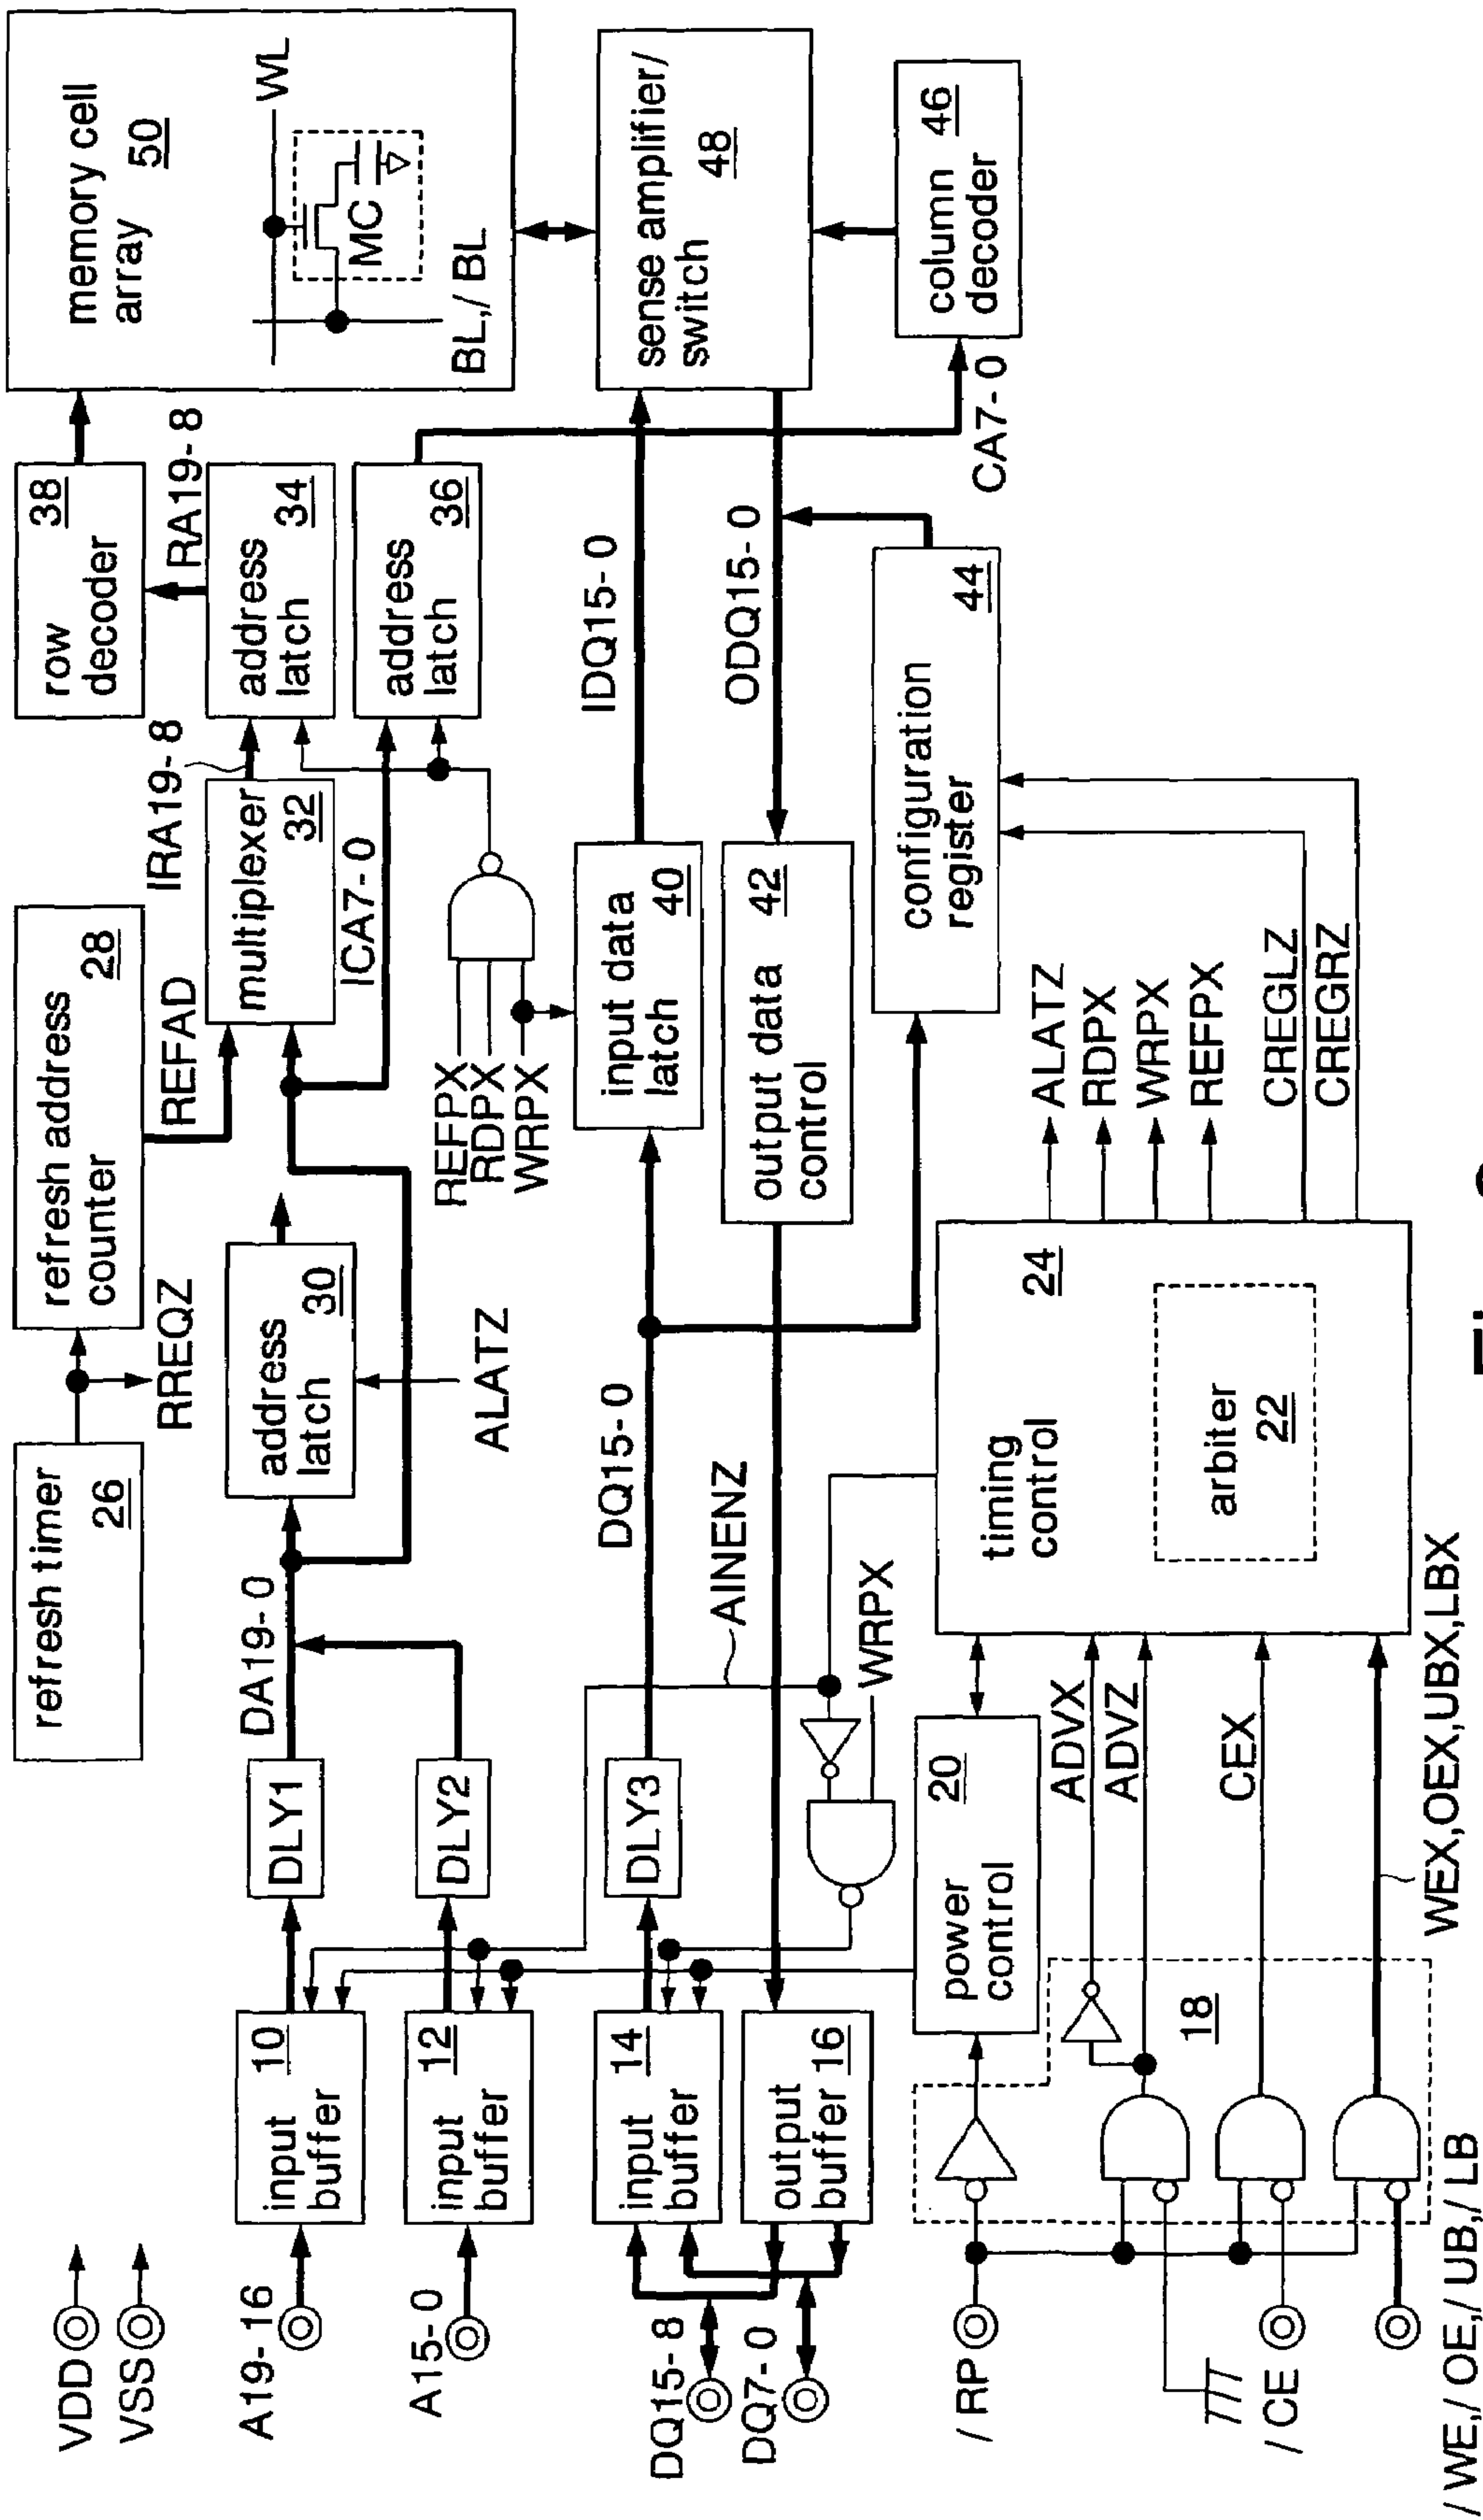 VDD
VSS
A19-16
A15-0
DQ15-8
DQ7-0
/RP
/CE
/WE,/OE,/UB,/LB
input
buffer 10
input
buffer 12
input
buffer 14
output
buffer 16
18
power
control 20
DLY1
DLY2
DLY3
DA19-0
refresh timer
26
RREQZ
refresh address
counter 28
REFAD
address
latch 30
ALATZ
multiplexer
32
IRA19-8
ICA7-0
row
decoder
38
RA19-8
address
latch 34
address
latch 36
memory cell
array 50
WL
MC
BL,/BL
REFPX
RDPX
WRPX
DQ15-0
AINENZ
WRPX
input data
latch 40
output data
control 42
IDQ15-0
ODQ15-0
sense amplifier/
switch 48
column
decoder 46
CA7-0
configuration
register 44
ADVX
ADVZ
CEX
WEX,OEX,UBX,LBX
timing
control 24
arbiter
22
ALATZ
RDPX
WRPX
REFPX
CREGLZ
CREGRZ